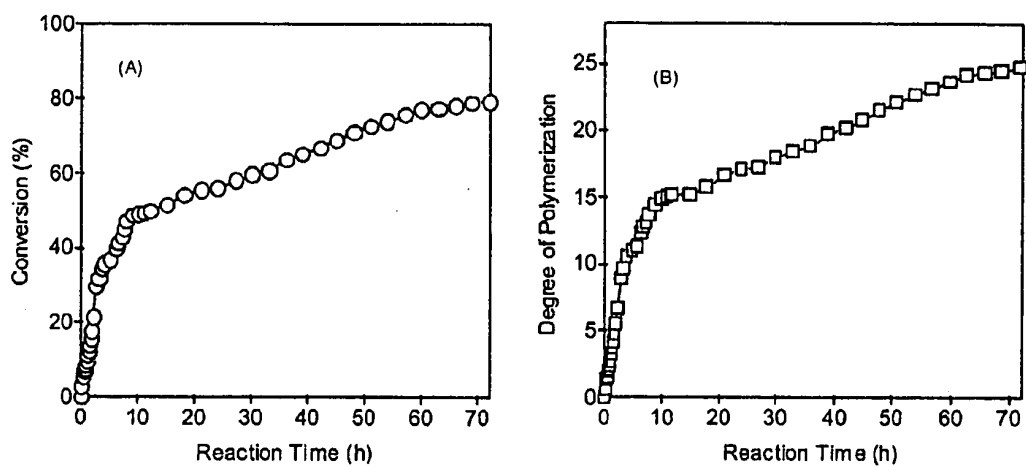 100
80
60
40
20
0
Conversion (%)
(A)
0 10 20 30 40 50 60 70
Reaction Time (h)
25
20
15
10
5
0
Degree of Polymerization
(B)
0 10 20 30 40 50 60 70
Reaction Time (h)